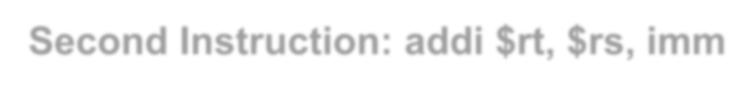 Second Instruction: addi $rt, $rs, imm